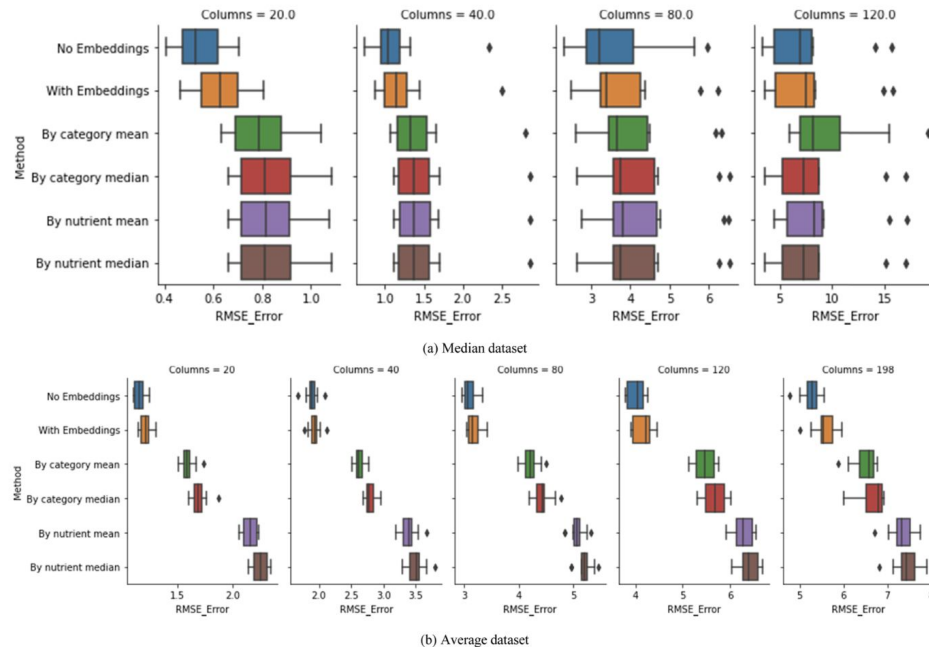 Columns = 20.0 Columns = 40.0 Columns = 80.0 Columns = 120.0
No Embeddings
With Embeddings
By category mean
By category median
By nutrient mean
By nutrient median
Method
0.4 0.6 0.8 1.0 1.0 1.5 2.0 2.5 3 4 5 6 5 10 15
RMSE_Error RMSE_Error RMSE_Error RMSE_Error
(a) Median dataset
Columns = 20 Columns = 40 Columns = 80 Columns = 120 Columns = 198
No Embeddings
With Embeddings
By category mean
By category median
By nutrient mean
By nutrient median
Method
1.5 2.0 2.0 2.5 3.0 3.5 3 4 5 4 5 6 5 6 7
RMSE_Error RMSE_Error RMSE_Error RMSE_Error RMSE_Error
(b) Average dataset